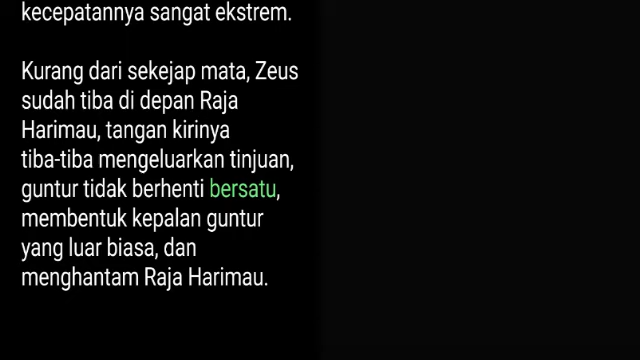 kecepatannya sangat ekstrem.
Kurang dari sekejap mata, Zeus
sudah tiba di depan Raja
Harimau, tangan kirinya
tiba-tiba mengeluarkan tinjuan,
guntur tidak berhenti bersatu,
membentuk kepalan guntur
yang luar biasa, dan
menghantam Raja Harimau.